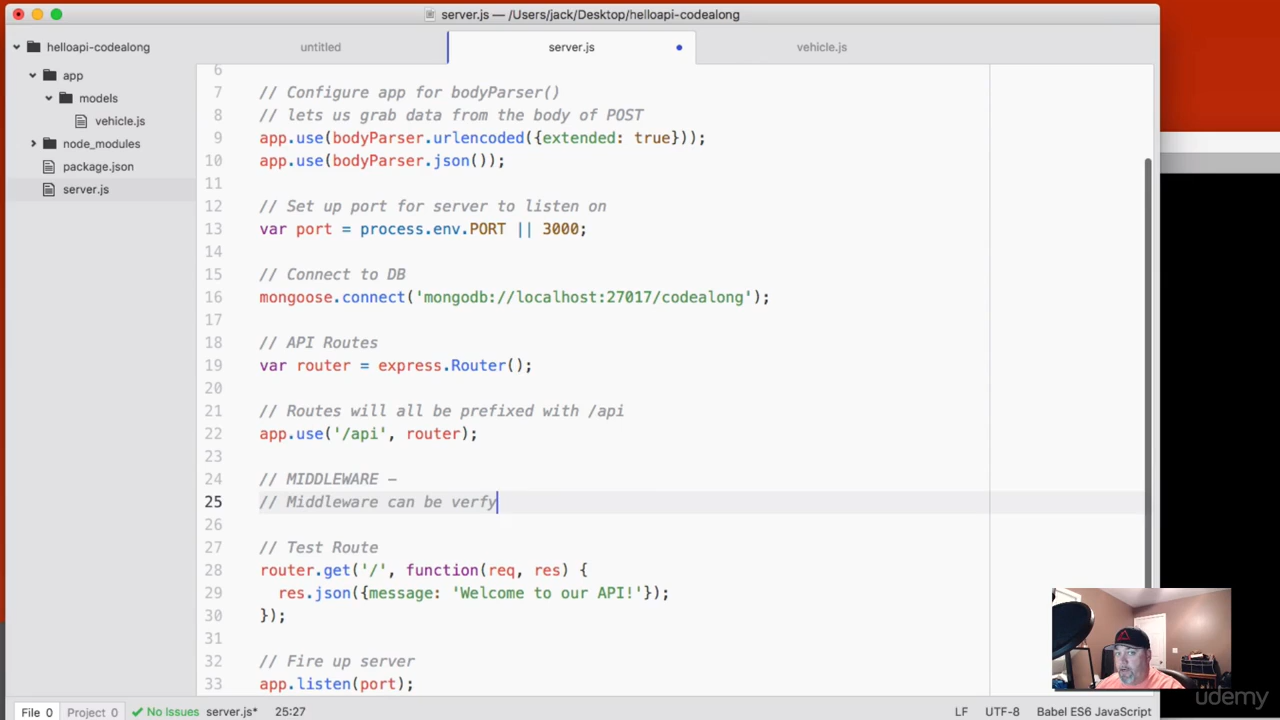 server.js — /Users/jack/Desktop/helloapi-codealong
helloapi-codealong
app
models
vehicle.js
node_modules
package.json
server.js
untitled
server.js
vehicle.js
6
7 // Configure app for bodyParser()
8 // lets us grab data from the body of POST
9 app.use(bodyParser.urlencoded({extended: true}));
10 app.use(bodyParser.json());
11
12 // Set up port for server to listen on
13 var port = process.env.PORT || 3000;
14
15 // Connect to DB
16 mongoose.connect('mongodb://localhost:27017/codealong');
17
18 // API Routes
19 var router = express.Router();
20
21 // Routes will all be prefixed with /api
22 app.use('/api', router);
23
24 // MIDDLEWARE -
25 // Middleware can be verfy
26
27 // Test Route
28 router.get('/', function(req, res) {
29 res.json({message: 'Welcome to our API!'});
30 });
31
32 // Fire up server
33 app.listen(port);
File 0 Project 0 No Issues server.js* 25:27 LF UTF-8 Babel ES6 JavaScript
udemy